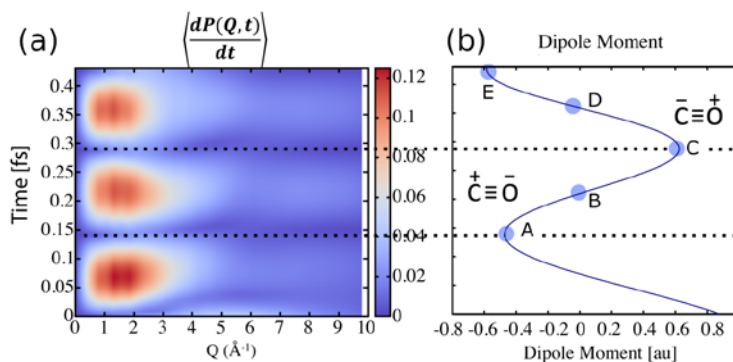 (a)
⟨dP(Q,t)/dt⟩
0.4
0.35
0.3
0.25
0.2
0.15
0.1
0.05
0
Time [fs]
0 1 2 3 4 5 6 7 8 9 10
Q (Å⁻¹)
0.12
0.1
0.08
0.06
0.04
0.02
0
(b)
Dipole Moment
E
D
C̄≡O⁺
C
C⁺≡Ō
B
A
-0.8 -0.6 -0.4 -0.2 0 0.2 0.4 0.6 0.8
Dipole Moment [au]